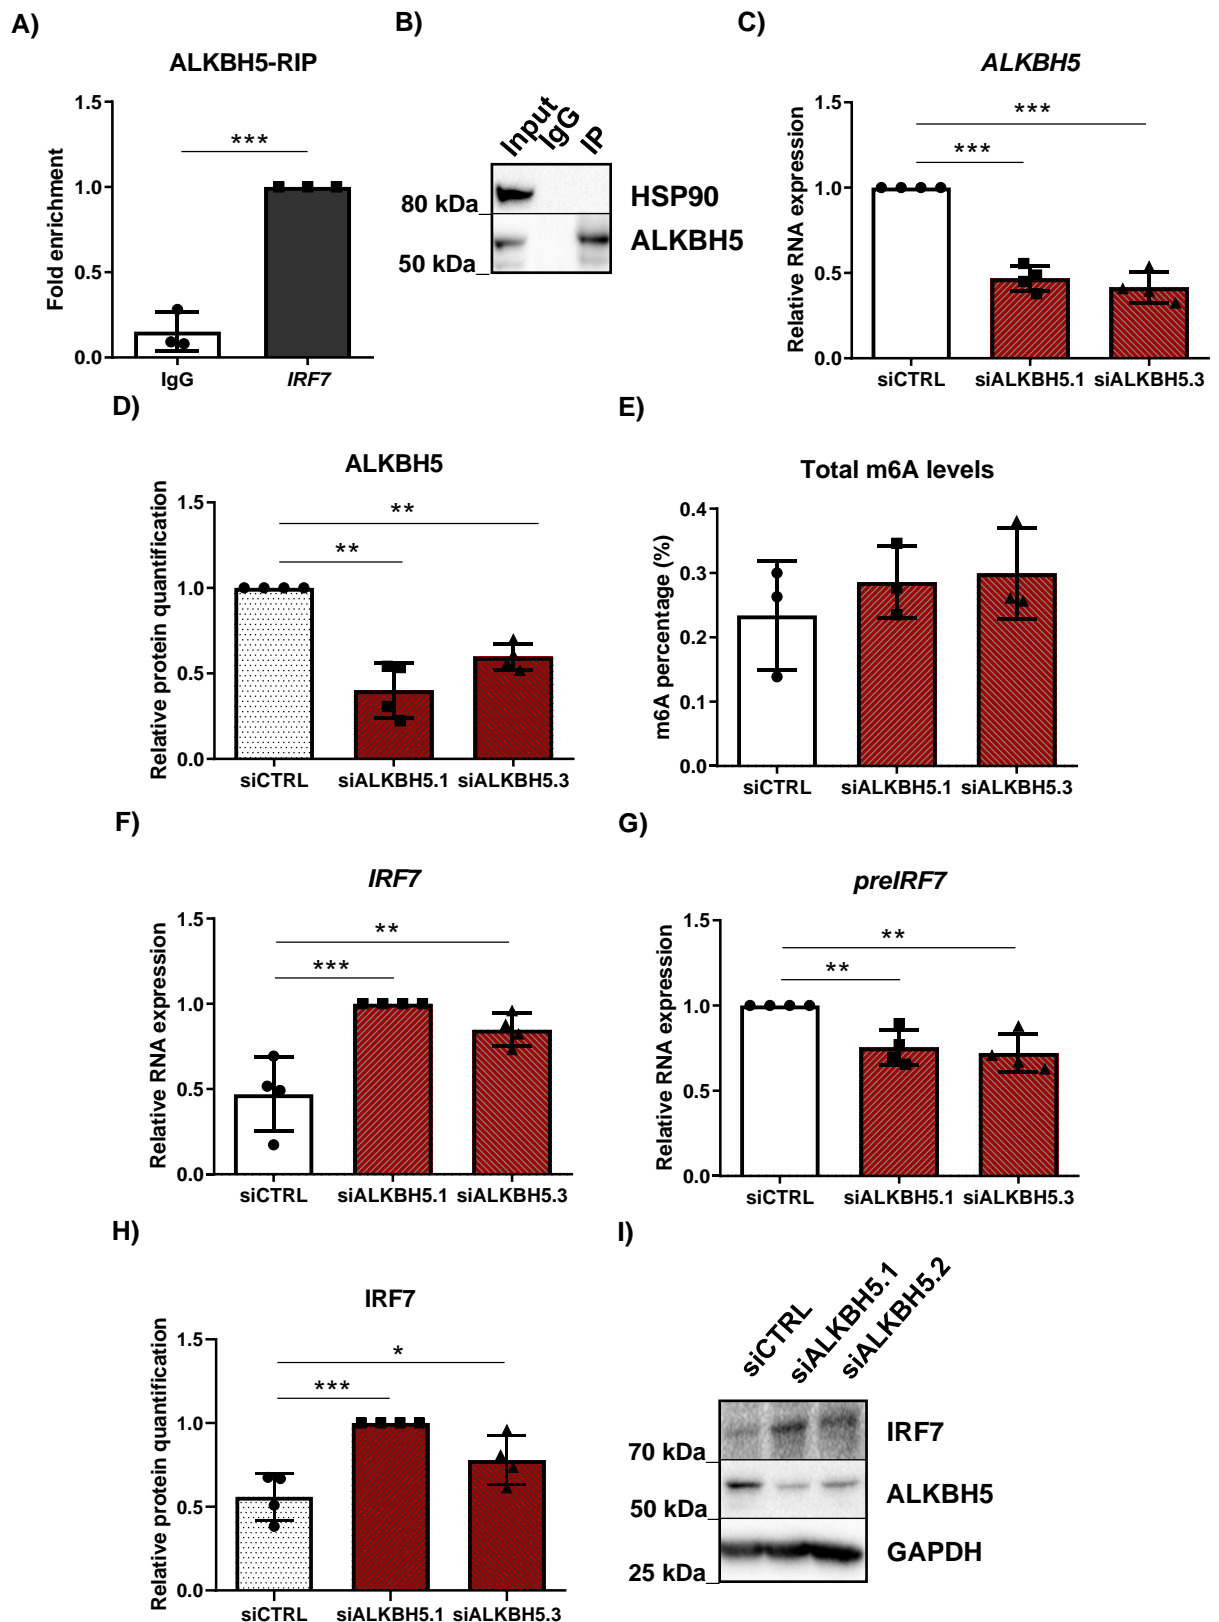 A)
ALKBH5-RIP
Fold enrichment
1.5
1.0
0.5
0.0
***
IgG
IRF7
B)
Input
IgG
IP
80 kDa_
HSP90
50 kDa_
ALKBH5
C)
ALKBH5
Relative RNA expression
1.5
1.0
0.5
0.0
***
***
siCTRL
siALKBH5.1
siALKBH5.3
D)
ALKBH5
Relative protein quantification
1.5
1.0
0.5
0.0
**
**
siCTRL
siALKBH5.1
siALKBH5.3
E)
Total m6A levels
m6A percentage (%)
0.4
0.3
0.2
0.1
0.0
siCTRL
siALKBH5.1
siALKBH5.3
F)
IRF7
Relative RNA expression
1.5
1.0
0.5
0.0
**
***
siCTRL
siALKBH5.1
siALKBH5.3
G)
preIRF7
Relative RNA expression
1.5
1.0
0.5
0.0
**
**
siCTRL
siALKBH5.1
siALKBH5.3
H)
IRF7
Relative protein quantification
1.5
1.0
0.5
0.0
*
***
siCTRL
siALKBH5.1
siALKBH5.3
I)
siCTRL
siALKBH5.1
siALKBH5.2
70 kDa_
IRF7
50 kDa_
ALKBH5
25 kDa_
GAPDH